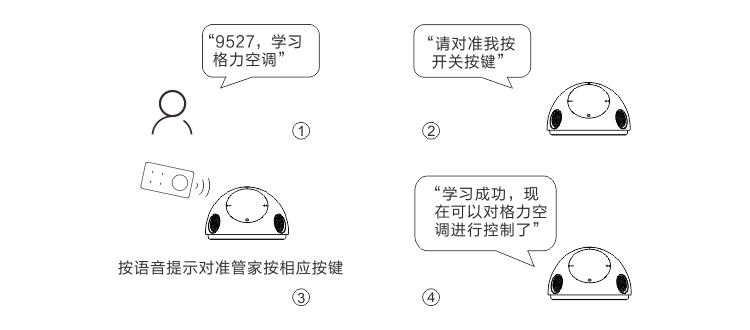 “9527，学习
格力空调”
①
“请对准我按
开关按键”
②
按语音提示对准管家按相应按键
③
“学习成功，现
在可以对格力空
调进行控制了”
④